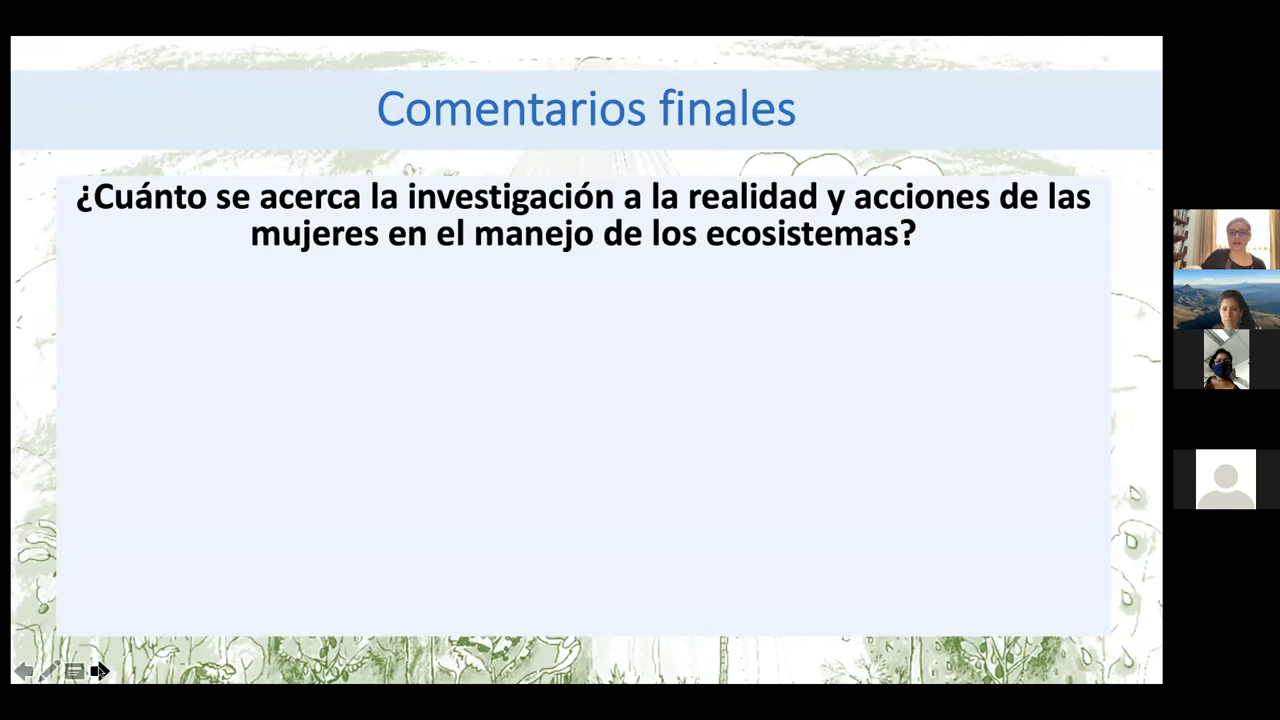 Comentarios finales
¿Cuánto se acerca la investigación a la realidad y acciones de las
mujeres en el manejo de los ecosistemas?